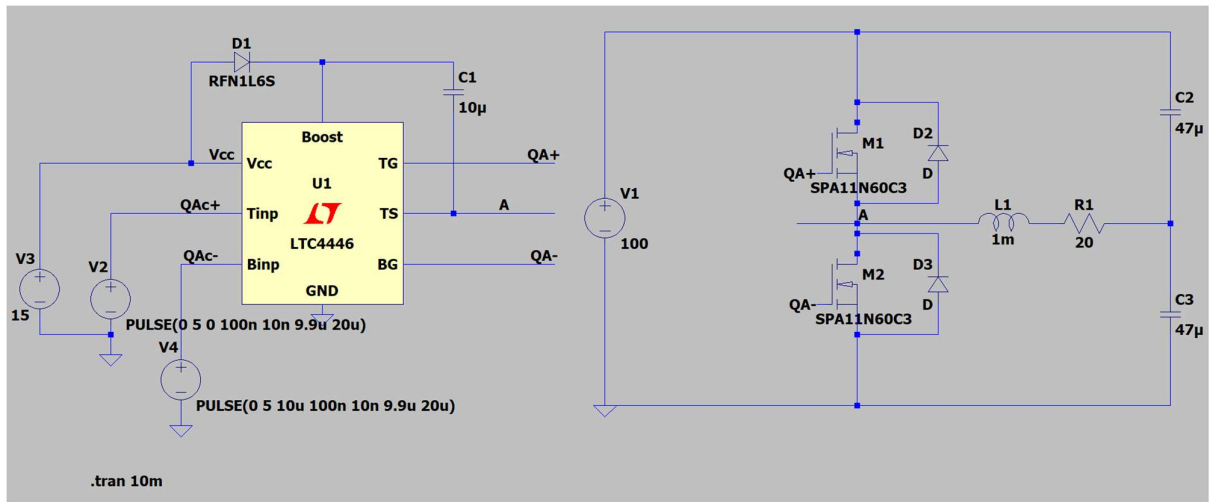 D1
RFN1L6S
C1
10µ
Boost
Vcc
Vcc
TG
QA+
U1
QAc+
Tinp
TS
A
LTC4446
QAc-
Binp
BG
QA-
GND
V3
15
V2
PULSE(0 5 0 100n 10n 9.9u 20u)
V4
PULSE(0 5 10u 100n 10n 9.9u 20u)
.tran 10m
V1
100
M1
QA+
SPA11N60C3
D2
D
A
L1
1m
R1
20
M2
QA-
SPA11N60C3
D3
D
C2
47µ
C3
47µ